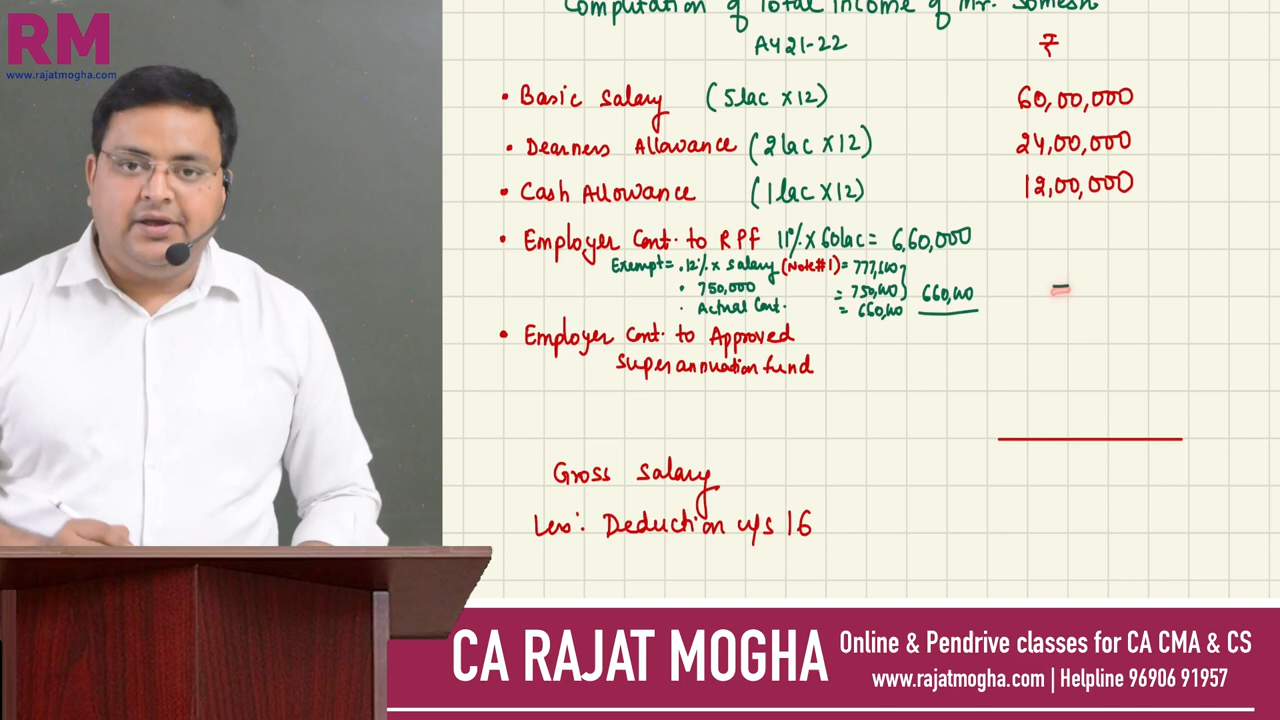 RM
www.rajatmogha.com
Computation of Total Income of Mr. Somesh
AY 21-22 ₹
• Basic Salary (5lac X12) 60,00,000
• Dearness Allowance (2lac X12) 24,00,000
• Cash Allowance (1lac X12) 12,00,000
• Employer Cont. to RPF 11% X 60lac = 6,60,000
Exempt = • 12% x Salary (Note#1) = 777,600
• 750,000 = 750,000 660,000 –
• Actual Cont. = 660,000
• Employer Cont. to Approved
Superannuation fund
Gross Salary
Less: Deduction u/s 16
CA RAJAT MOGHA
Online & Pendrive classes for CA CMA & CS
www.rajatmogha.com | Helpline 96906 91957